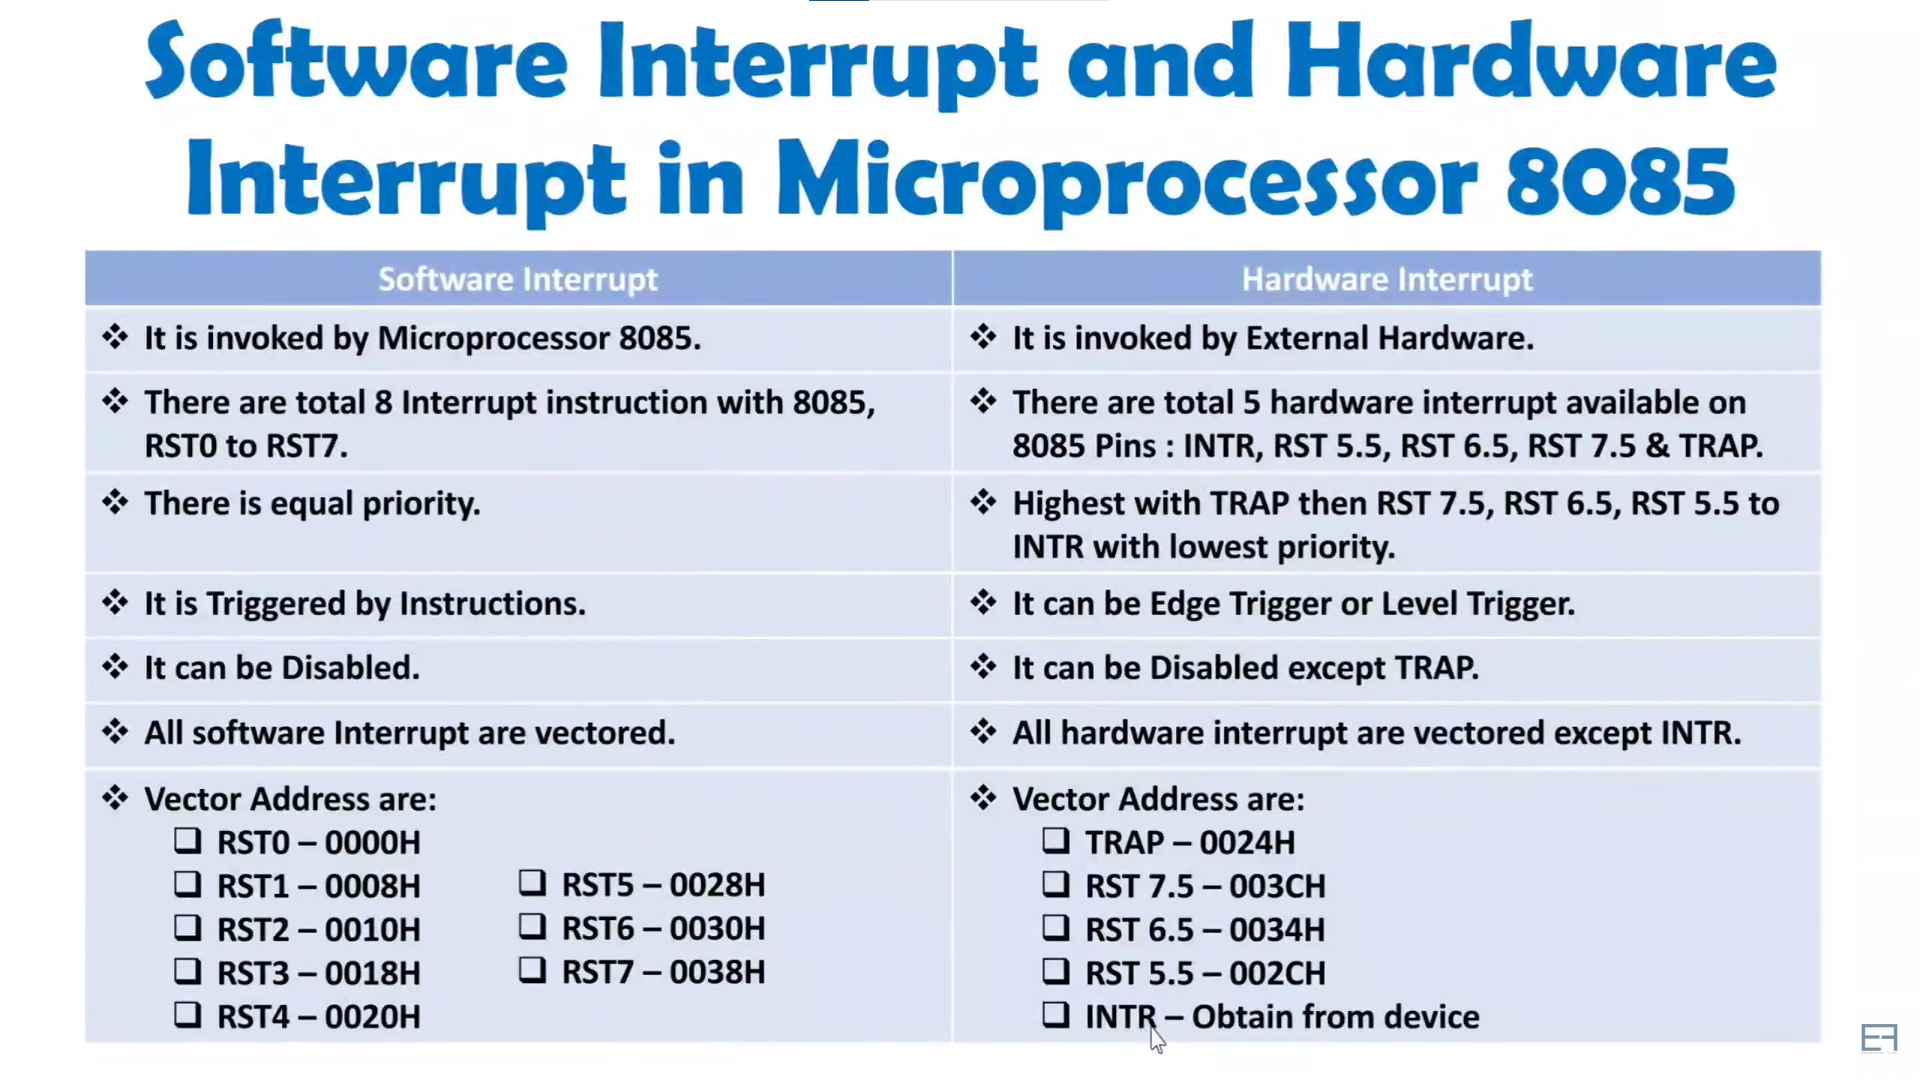 Software Interrupt and Hardware
Interrupt in Microprocessor 8085
Software Interrupt
Hardware Interrupt
It is invoked by Microprocessor 8085.
It is invoked by External Hardware.
There are total 8 Interrupt instruction with 8085,
RST0 to RST7.
There are total 5 hardware interrupt available on
8085 Pins : INTR, RST 5.5, RST 6.5, RST 7.5 & TRAP.
There is equal priority.
Highest with TRAP then RST 7.5, RST 6.5, RST 5.5 to
INTR with lowest priority.
It is Triggered by Instructions.
It can be Edge Trigger or Level Trigger.
It can be Disabled.
It can be Disabled except TRAP.
All software Interrupt are vectored.
All hardware interrupt are vectored except INTR.
Vector Address are:
RST0 – 0000H
RST1 – 0008H
RST2 – 0010H
RST3 – 0018H
RST4 – 0020H
RST5 – 0028H
RST6 – 0030H
RST7 – 0038H
Vector Address are:
TRAP – 0024H
RST 7.5 – 003CH
RST 6.5 – 0034H
RST 5.5 – 002CH
INTR – Obtain from device